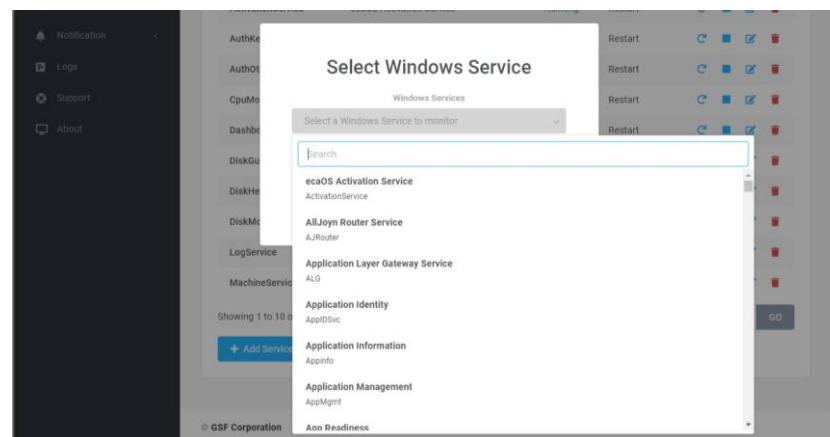 Restart
Notification
AuthKe
Restart
Logs
AuthOt
Select Windows Service
Restart
Support
CpuMo
Windows Services
Restart
About
Dashbo
Select a Windows Service to monitor
Restart
DiskGu
Search
DiskHe
ecaOS Activation Service
ActivationService
DiskMo
AllJoyn Router Service
AJRouter
LogService
Application Layer Gateway Service
MachineServic
ALG
Showing 1 to 10 o
Application Identity
AppIDSvc
GO
+ Add Service
Application Information
Appinfo
Application Management
AppMgmt
© GSF Corporation
App Readiness